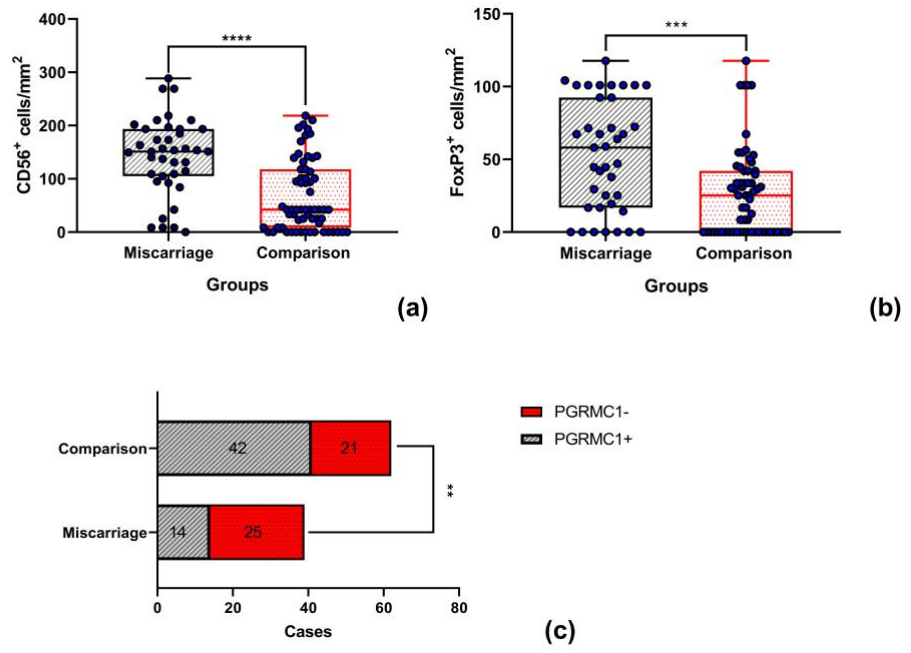 400
300
200
100
0
CD56+ cells/mm2
****
Miscarriage Comparison
Groups
(a)
150
100
50
0
FoxP3+ cells/mm2
***
Miscarriage Comparison
Groups
(b)
Comparison
42 21
Miscarriage
14 25
**
0 20 40 60 80
Cases
PGRMC1-
PGRMC1+
(c)